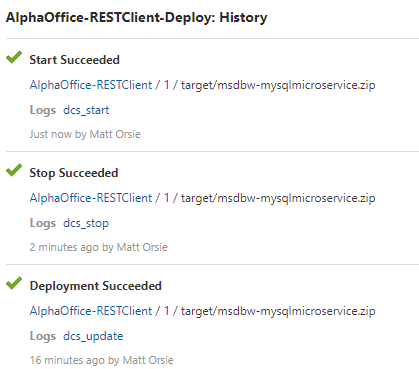 AlphaOffice-RESTClient-Deploy: History
Start Succeeded
AlphaOffice-RESTClient / 1 / target/msdbw-mysqlmicroservice.zip
Logs dcs_start
Just now by Matt Orsie
Stop Succeeded
AlphaOffice-RESTClient / 1 / target/msdbw-mysqlmicroservice.zip
Logs dcs_stop
2 minutes ago by Matt Orsie
Deployment Succeeded
AlphaOffice-RESTClient / 1 / target/msdbw-mysqlmicroservice.zip
Logs dcs_update
16 minutes ago by Matt Orsie